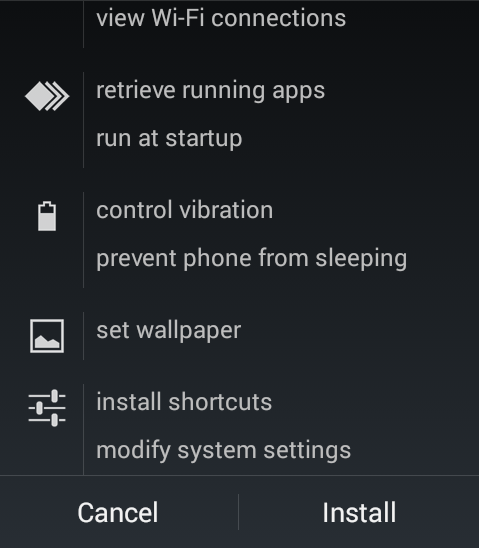 view Wi-Fi connections
retrieve running apps
run at startup
control vibration
prevent phone from sleeping
set wallpaper
install shortcuts
modify system settings
Cancel
Install